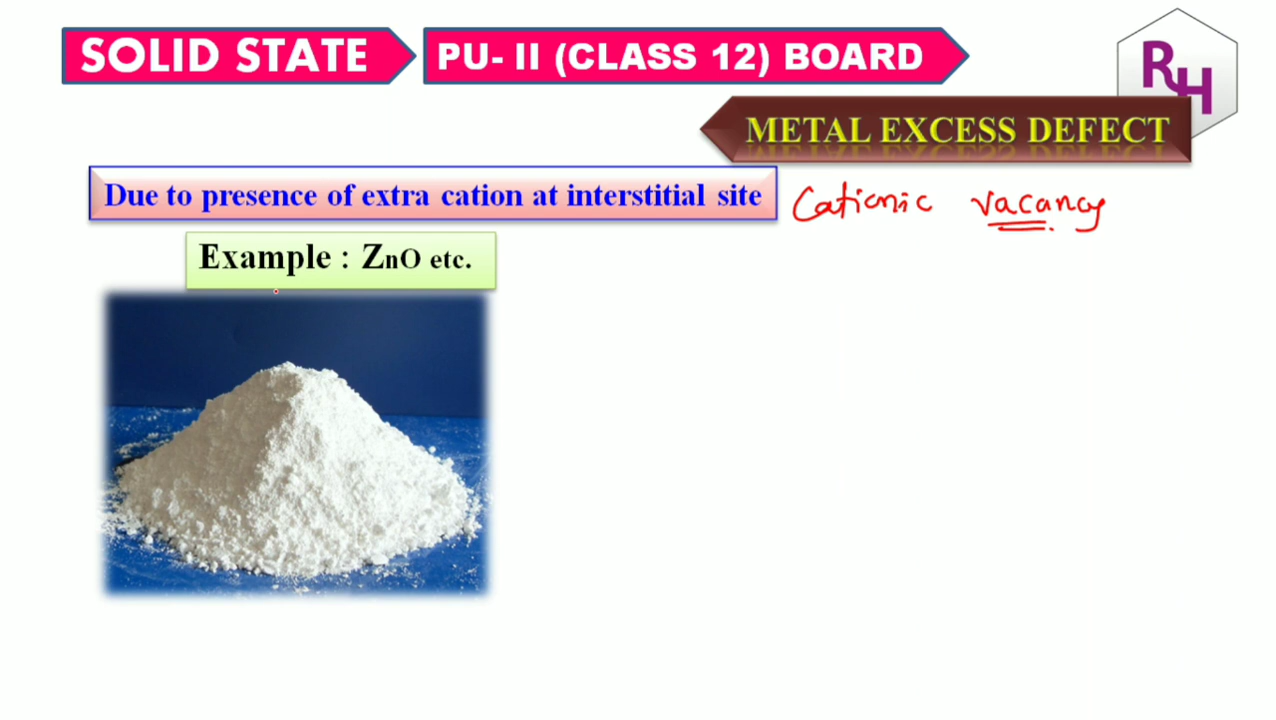 SOLID STATE
PU- II (CLASS 12) BOARD
RH
METAL EXCESS DEFECT
Due to presence of extra cation at interstitial site
Cationic vacancy
Example : ZnO etc.